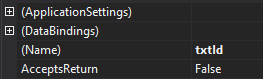 (ApplicationSettings)
(DataBindings)
(Name) txtId
AcceptsReturn False